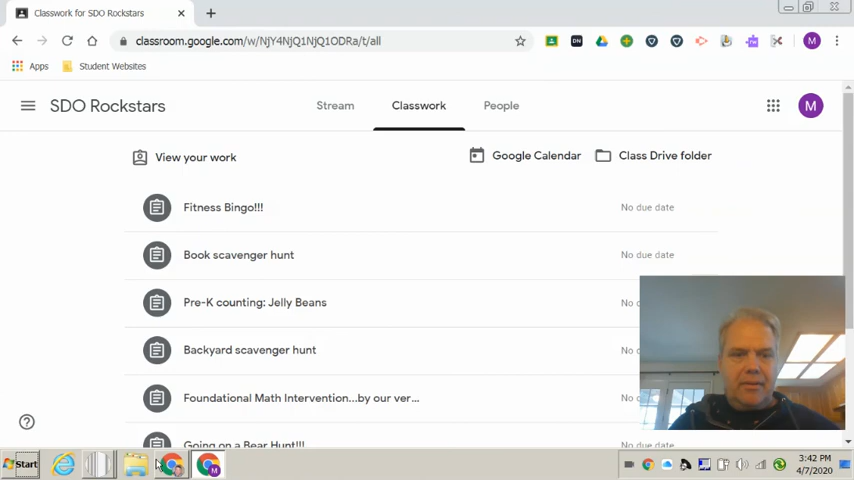 Classwork for SDO Rockstars
classroom.google.com/w/NjY4NjQ1NjQ1ODRa/t/all
Apps
Student Websites
SDO Rockstars
Stream
Classwork
People
M
View your work
Google Calendar
Class Drive folder
Fitness Bingo!!!
No due date
Book scavenger hunt
No due date
Pre-K counting: Jelly Beans
No
Backyard scavenger hunt
No
Foundational Math Intervention...by our ver...
No
Going on a Bear Hunt!!!
No
Start
3:42 PM
4/7/2020